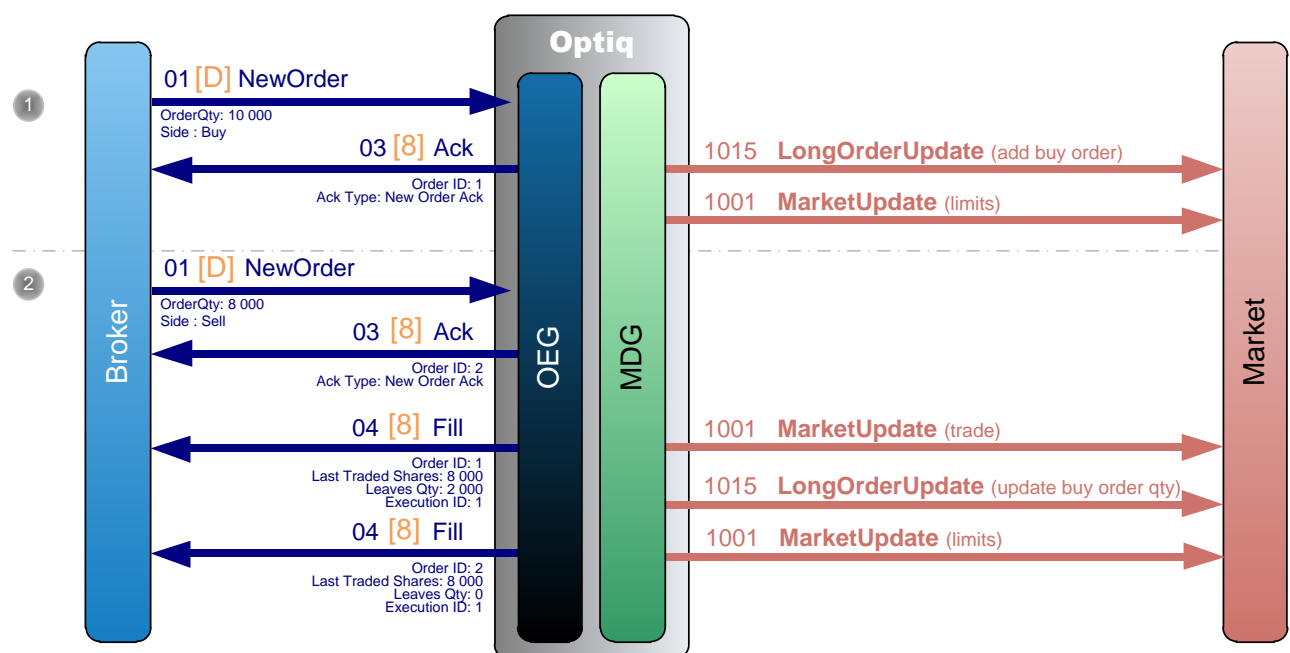 Optiq
1
01 [D] NewOrder
OrderQty: 10 000
Side : Buy
03 [8] Ack
Order ID: 1
Ack Type: New Order Ack
1015 LongOrderUpdate (add buy order)
1001 MarketUpdate (limits)
2
01 [D] NewOrder
OrderQty: 8 000
Side : Sell
03 [8] Ack
Order ID: 2
Ack Type: New Order Ack
04 [8] Fill
Order ID: 1
Last Traded Shares: 8 000
Leaves Qty: 2 000
Execution ID: 1
04 [8] Fill
Order ID: 2
Last Traded Shares: 8 000
Leaves Qty: 0
Execution ID: 1
1001 MarketUpdate (trade)
1015 LongOrderUpdate (update buy order qty)
1001 MarketUpdate (limits)
Broker
OEG
MDG
Market